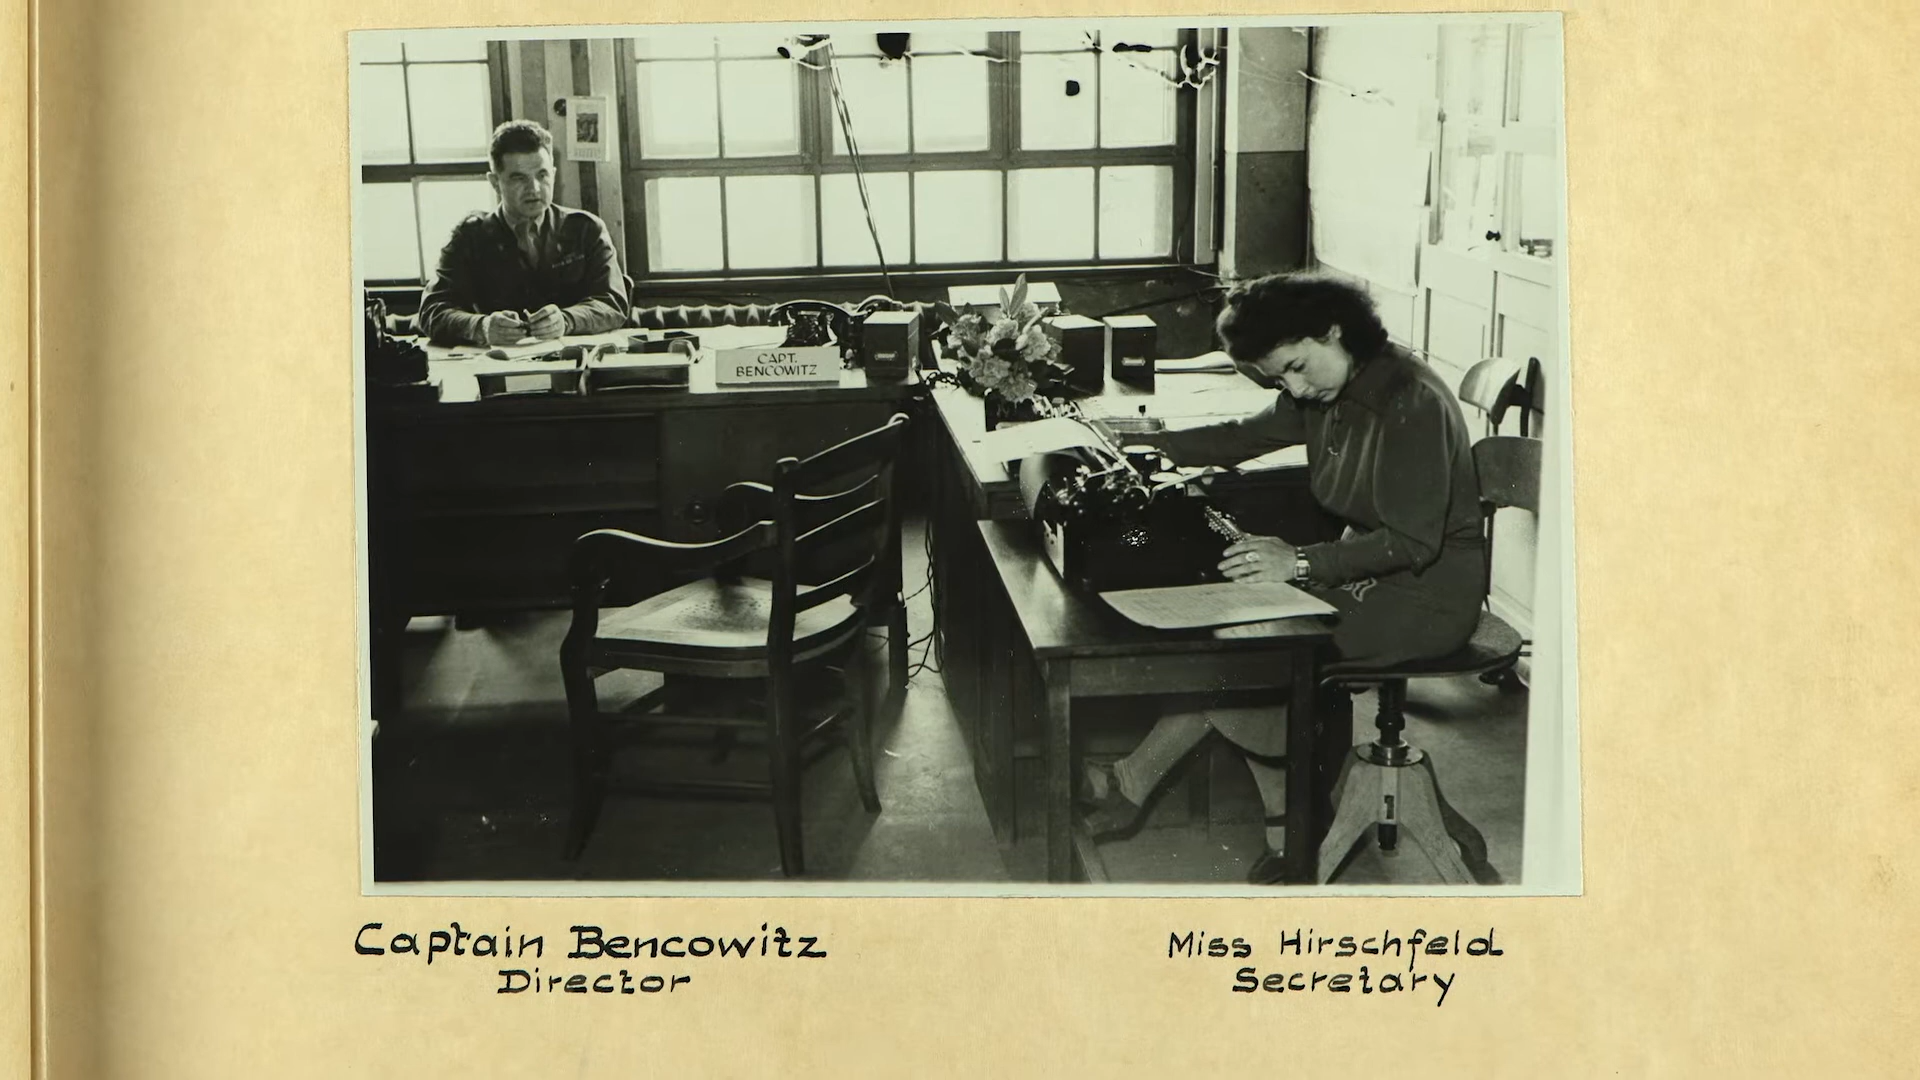 CAPT.
BENCOWITZ
Captain Bencowitz
Director
Miss Hirschfeld
Secretary